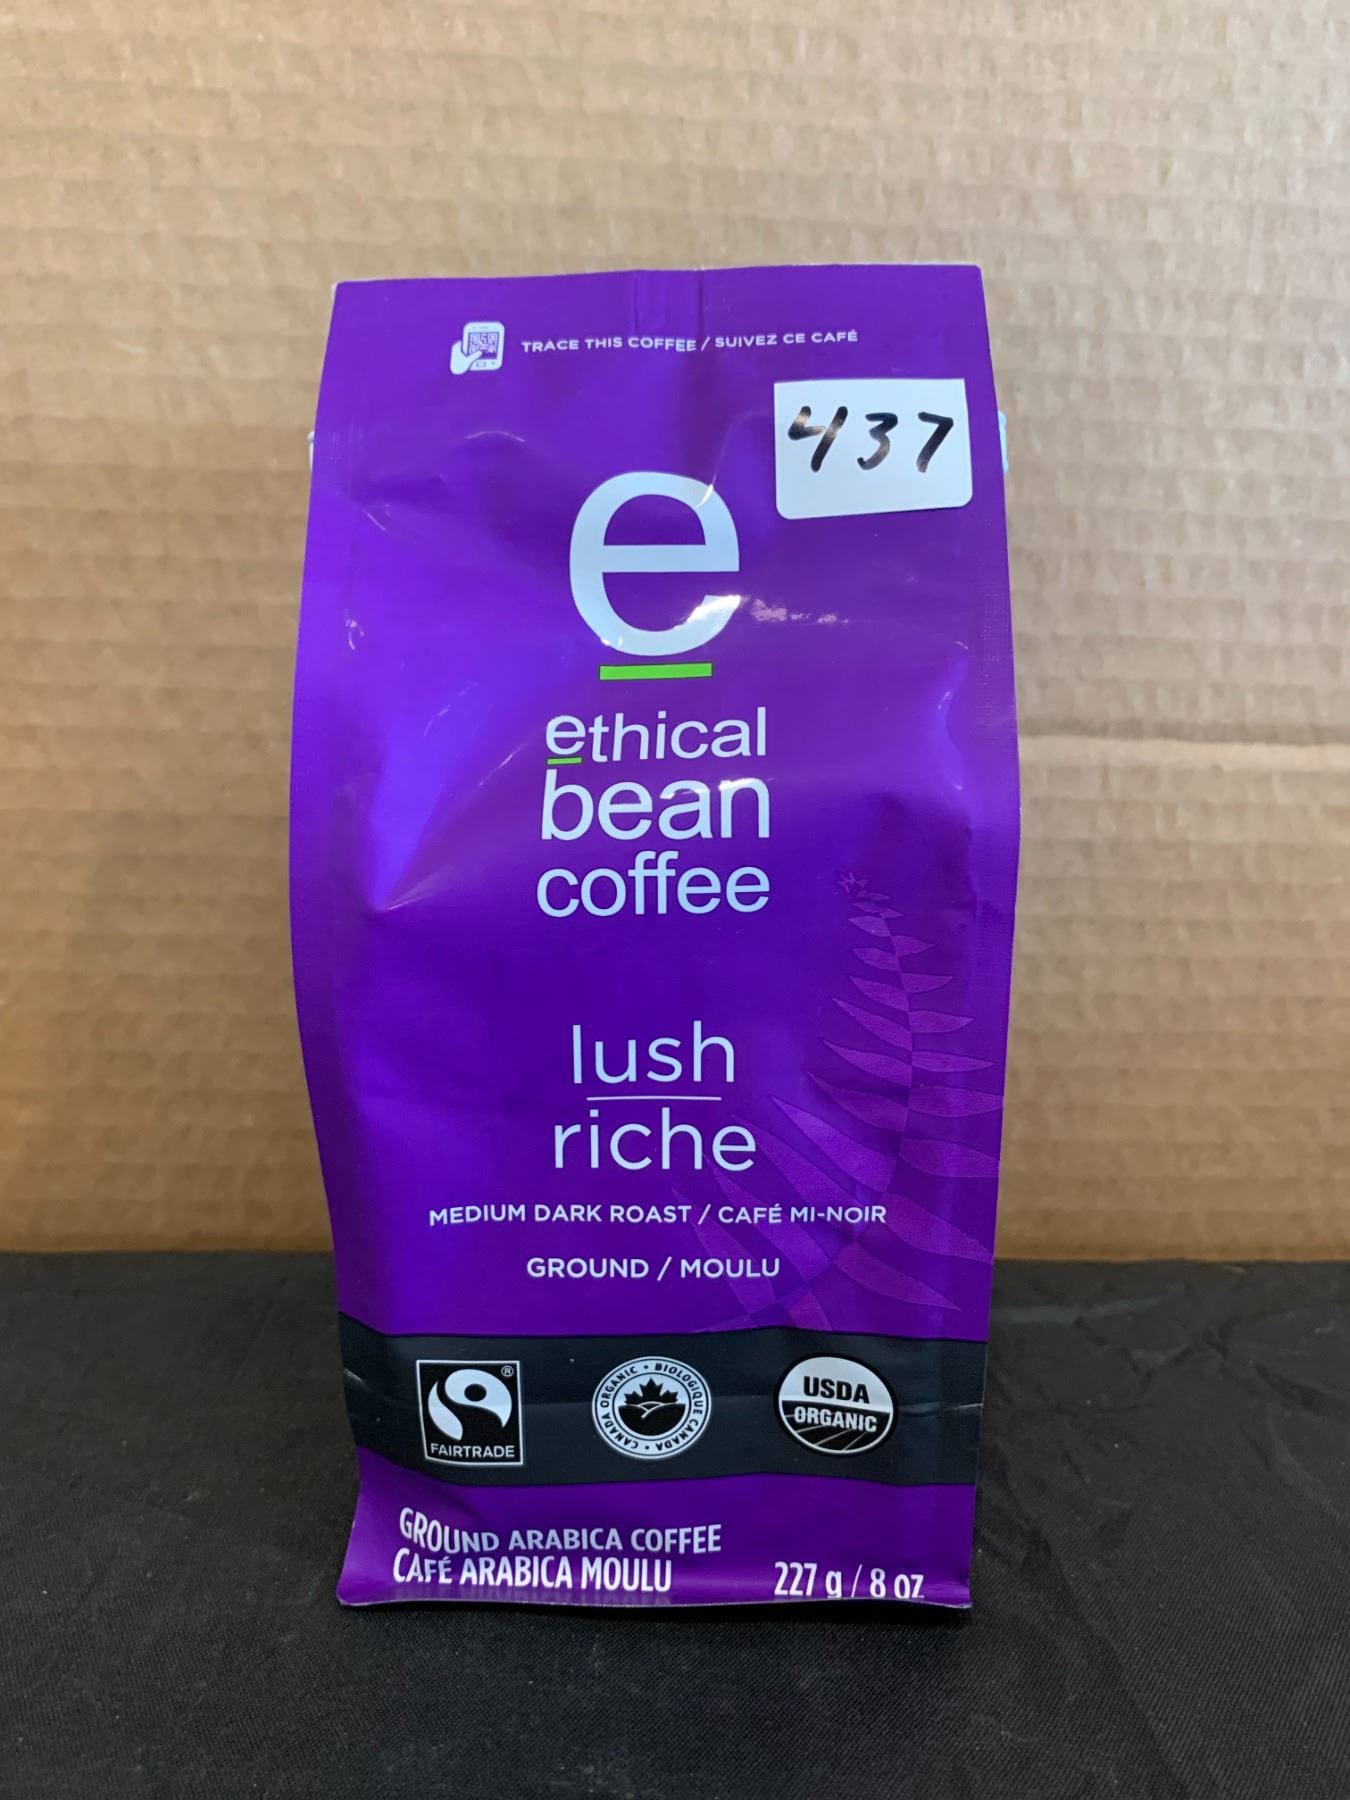 TRACE THIS COFFEE / SUIVEZ CE CAFÉ
437
e
ethical
bean
coffee
lush
riche
MEDIUM DARK ROAST / CAFÉ MI-NOIR
GROUND / MOULU
FAIRTRADE ®
CANADA ORGANIC • BIOLOGIQUE CANADA •
USDA
ORGANIC
GROUND ARABICA COFFEE
CAFÉ ARABICA MOULU
227 g / 8 oz